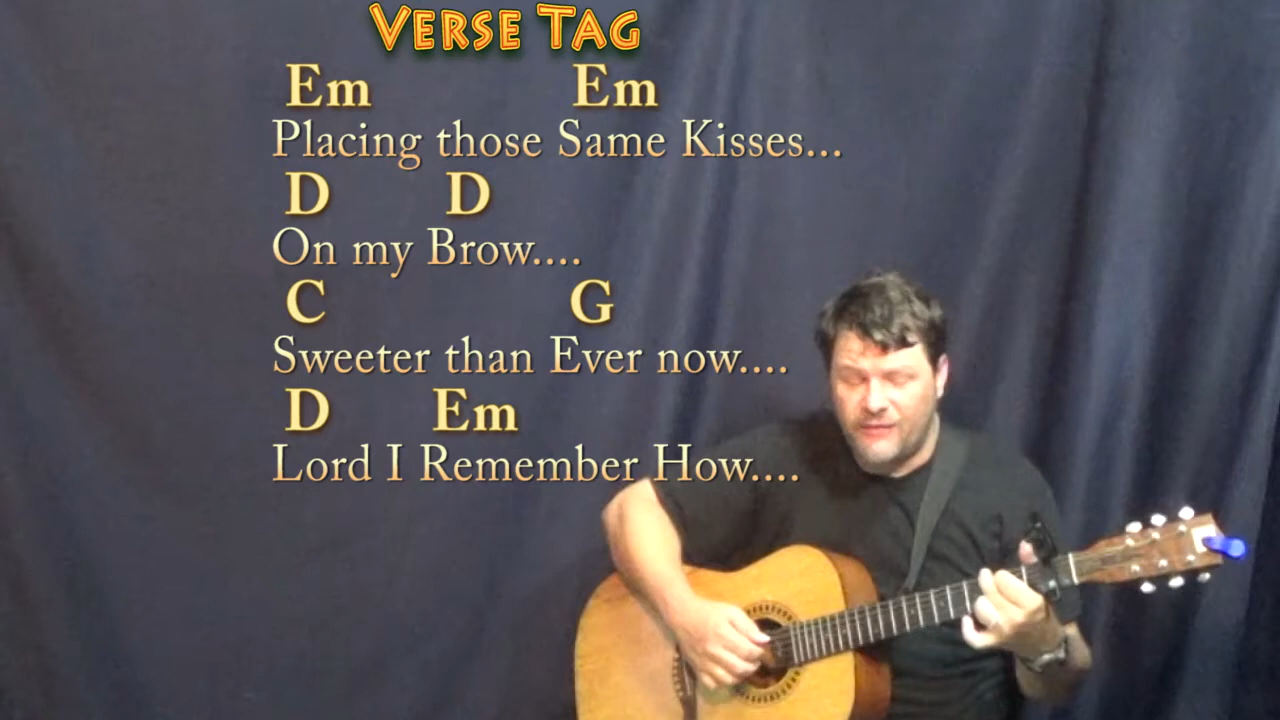 VERSE TAG
Em Em
Placing those Same Kisses...
D D
On my Brow....
C G
Sweeter than Ever now....
D Em
Lord I Remember How....